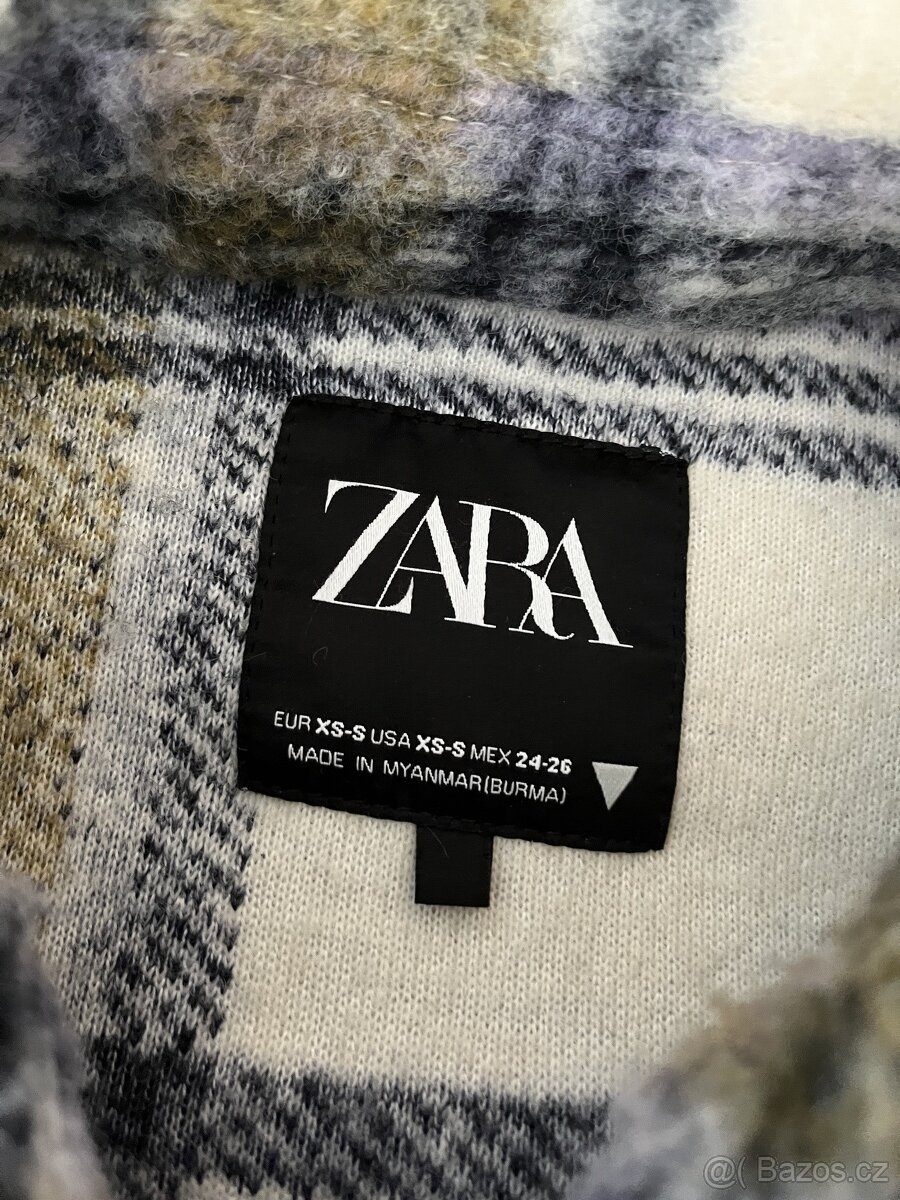 ZARA
EUR XS-S USA XS-S MEX 24-26
MADE IN MYANMAR(BURMA)
@( Bazos.cz